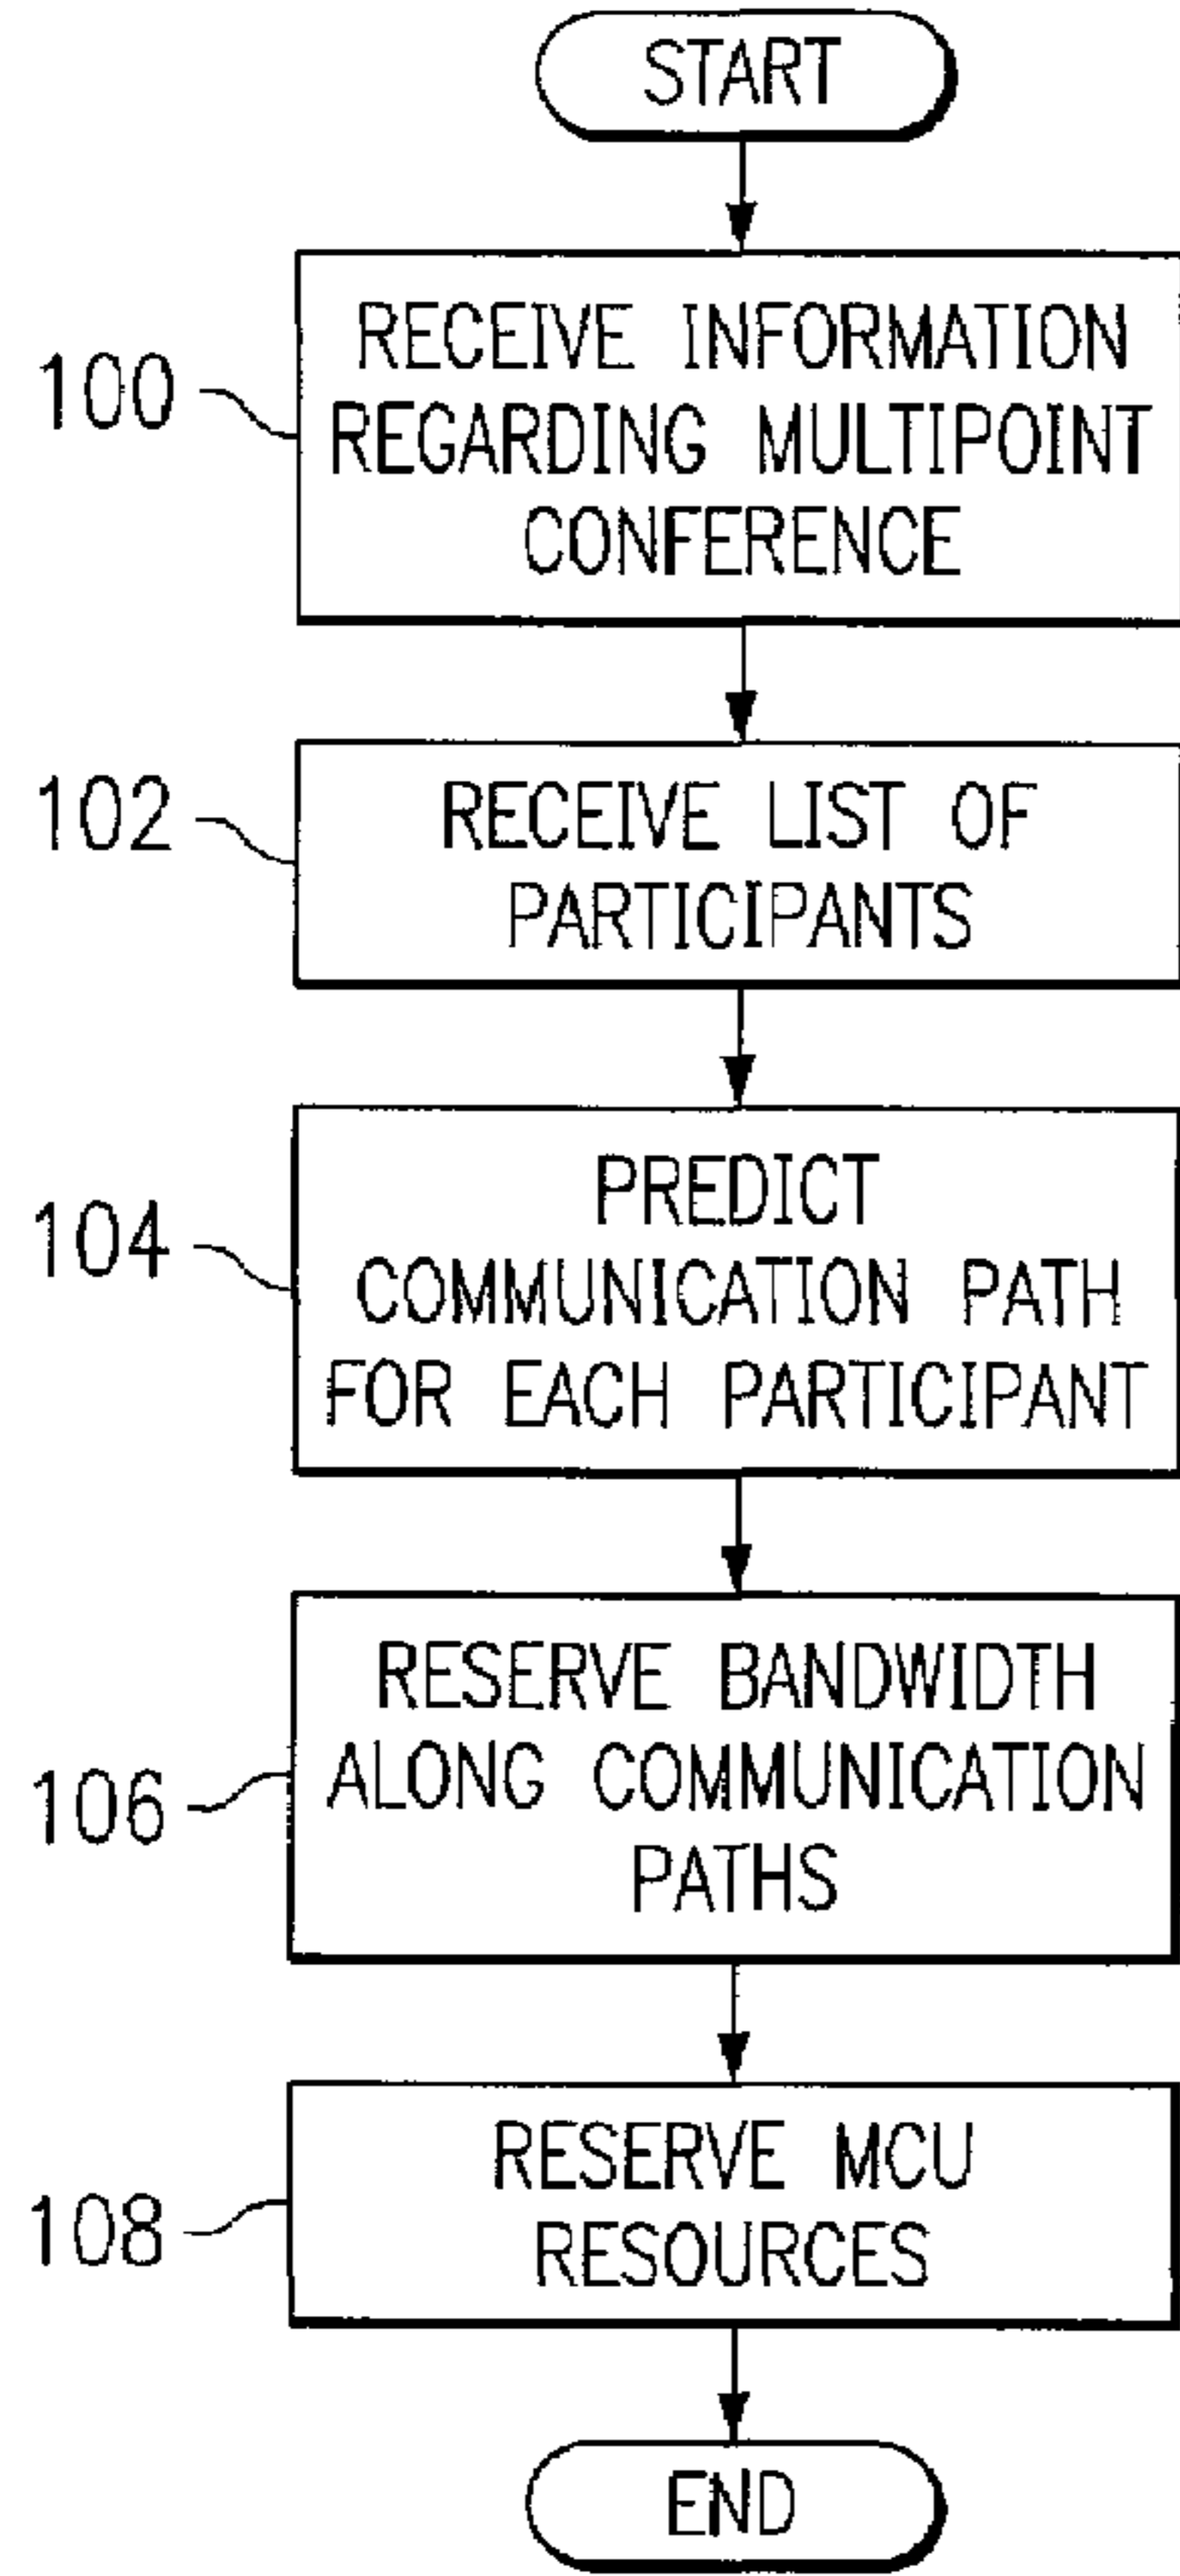 START
100
RECEIVE INFORMATION
REGARDING MULTIPOINT
CONFERENCE
102
RECEIVE LIST OF
PARTICIPANTS
104
PREDICT
COMMUNICATION PATH
FOR EACH PARTICIPANT
106
RESERVE BANDWIDTH
ALONG COMMUNICATION
PATHS
108
RESERVE MCU
RESOURCES
END